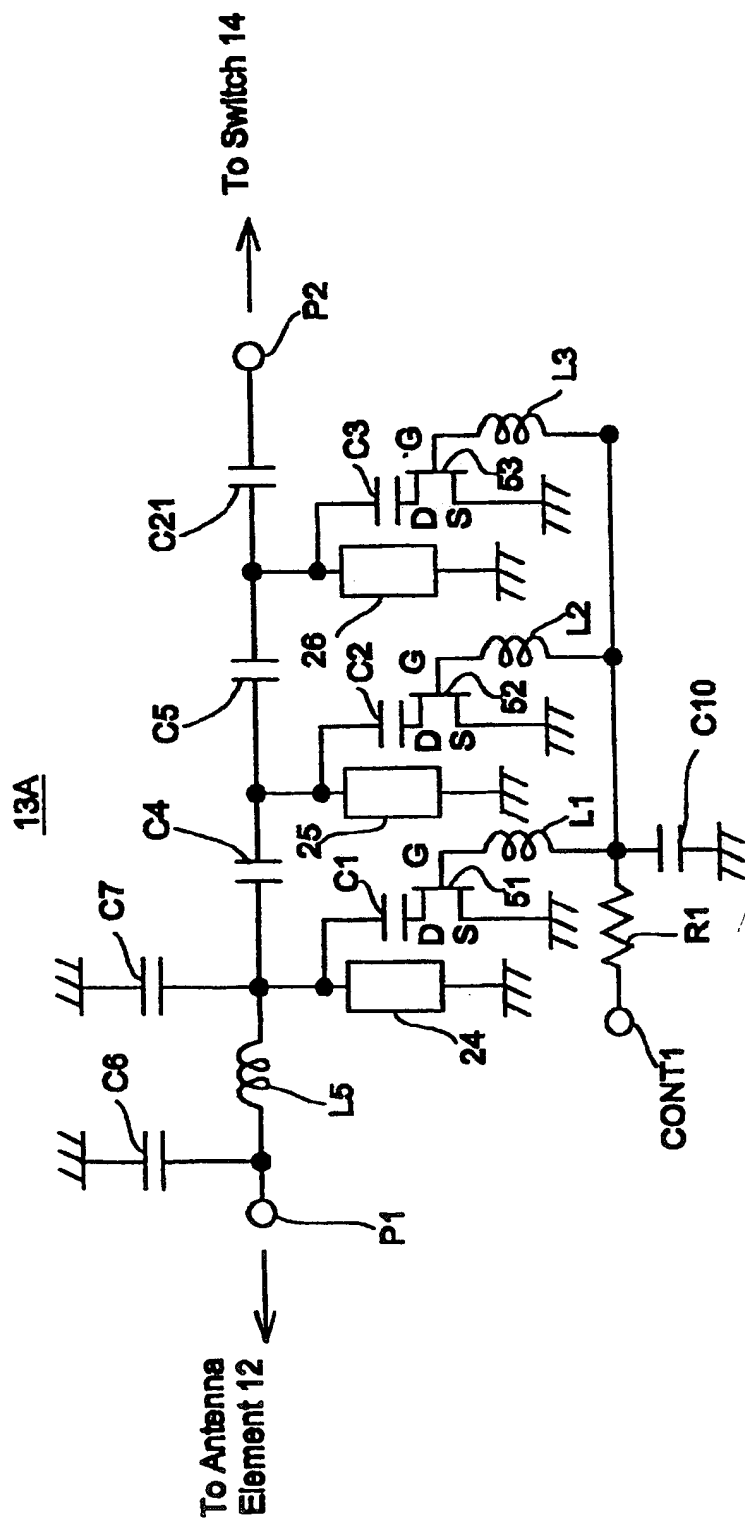 13A
To Antenna
Element 12
P1
C6
L5
C7
C4
C5
C21
P2
To Switch 14
24
C1
D
S
G
51
L1
25
C2
D
S
G
52
L2
26
C3
D
S
G
53
L3
CONT1
R1
C10